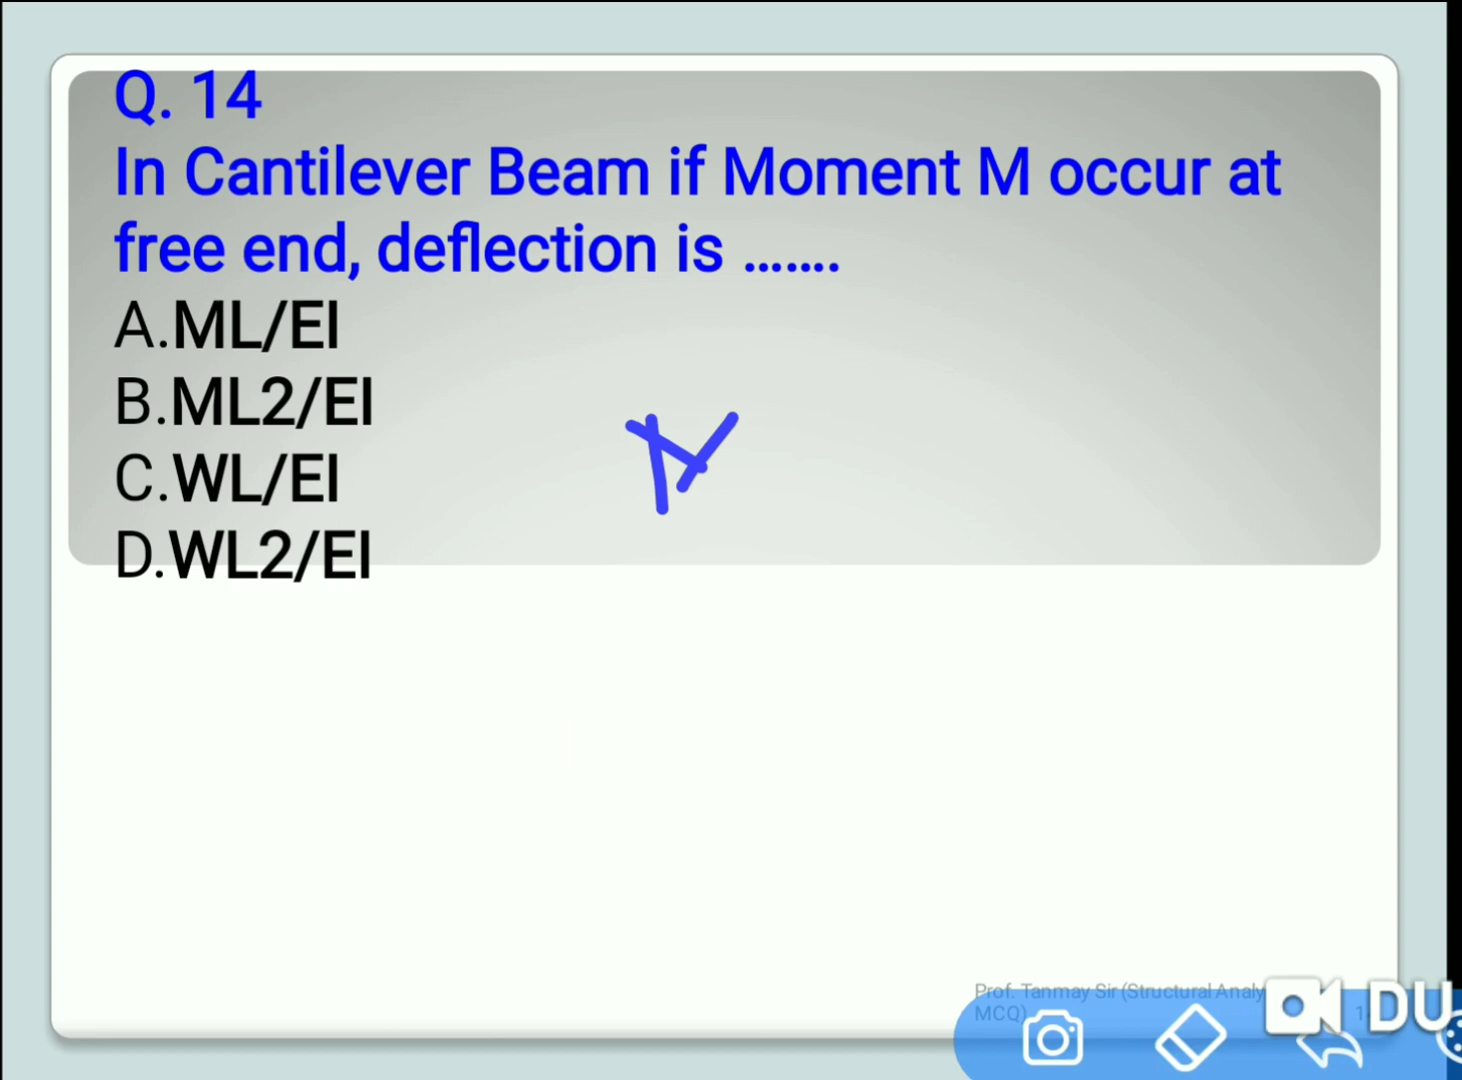 Q. 14
In Cantilever Beam if Moment M occur at
free end, deflection is .......
A.ML/EI
B.ML2/EI
C.WL/EI
D.WL2/EI
Prof. Tanmay Sir (Structural Analy
MCQ)
DU